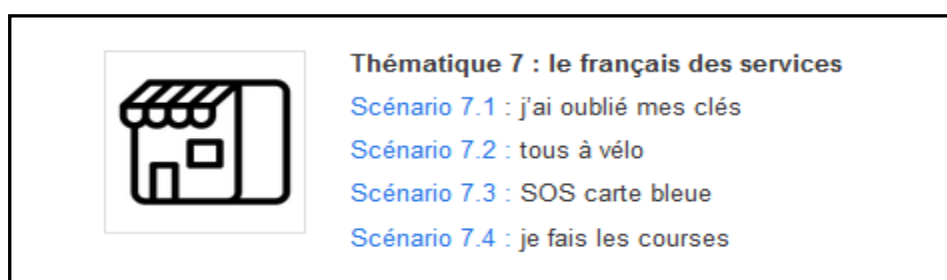 Thématique 7 : le français des services
Scénario 7.1 : j'ai oublié mes clés
Scénario 7.2 : tous à vélo
Scénario 7.3 : SOS carte bleue
Scénario 7.4 : je fais les courses